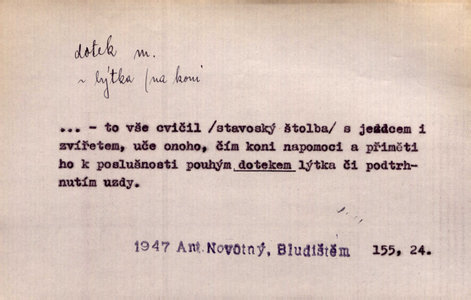 dotek m.
~ lýtka /na koni
... - to vše cvičil /stavoský štolba/ s jezdcem i
zvířetem, uče onoho, čím koni napomoci a přiměti
ho k poslušnosti pouhým dotekem lýtka či podtrh-
nutím uzdy.
1947 Ant. Novotný, Bludištěm 155, 24.